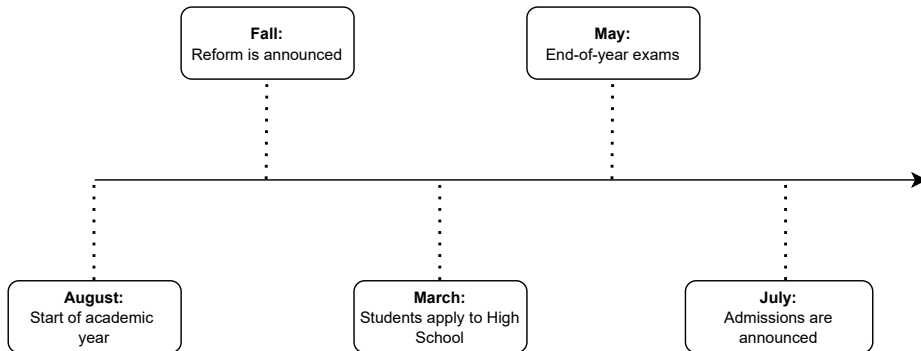 Fall:
Reform is announced
May:
End-of-year exams
August:
Start of academic
year
March:
Students apply to High
School
July:
Admissions are
announced